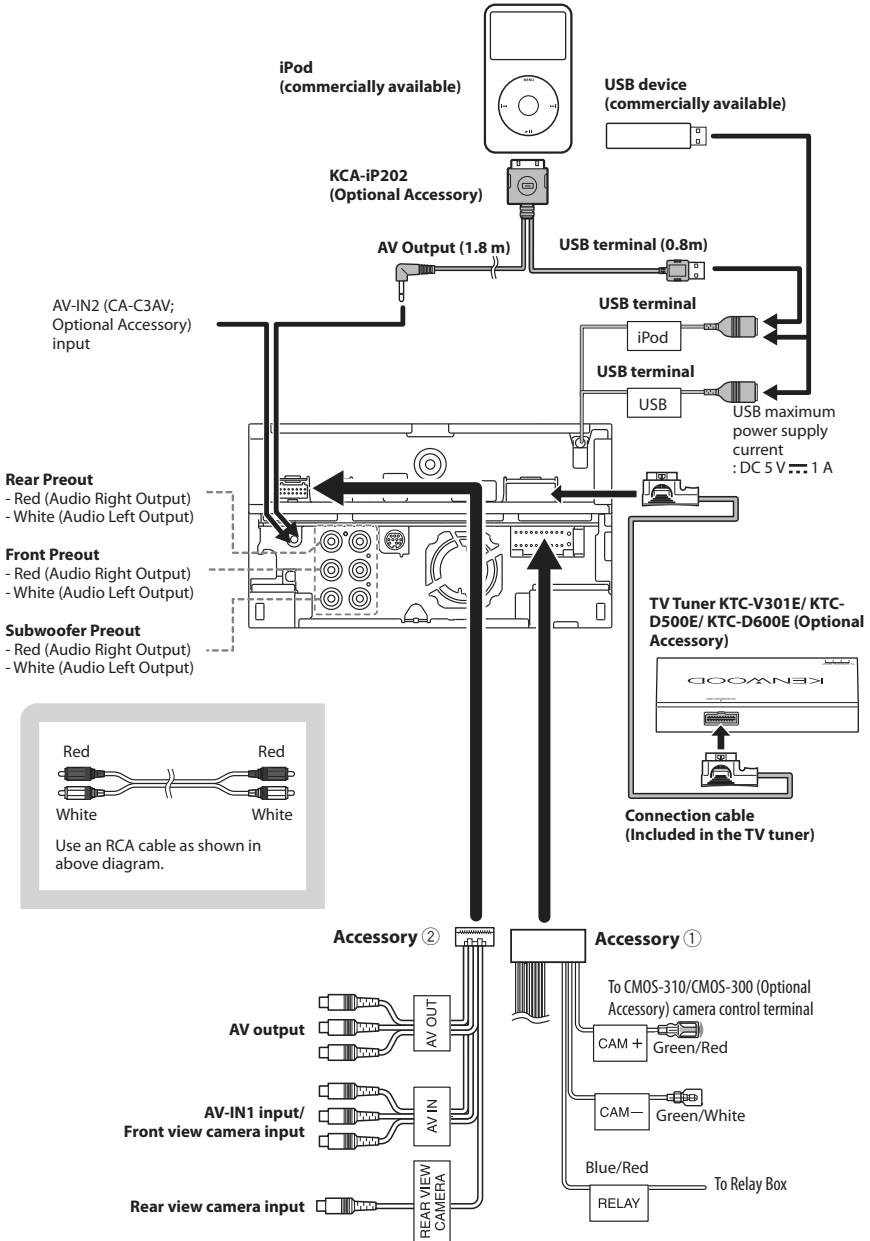 iPod
(commercially available)
USB device
(commercially available)
MENU
KCA-iP202
(Optional Accessory)
AV Output (1.8 m)
USB terminal (0.8m)
AV-IN2 (CA-C3AV;
Optional Accessory)
input
USB terminal
iPod
USB terminal
USB
USB maximum
power supply
current
: DC 5 V ⎓ 1 A
Rear Preout
- Red (Audio Right Output)
- White (Audio Left Output)
Front Preout
- Red (Audio Right Output)
- White (Audio Left Output)
Subwoofer Preout
- Red (Audio Right Output)
- White (Audio Left Output)
TV Tuner KTC-V301E/ KTC-
D500E/ KTC-D600E (Optional
Accessory)
KENWOOD
Red
Red
White
White
Use an RCA cable as shown in
above diagram.
Connection cable
(Included in the TV tuner)
Accessory ②
Accessory ①
To CMOS-310/CMOS-300 (Optional
Accessory) camera control terminal
AV output
AV OUT
CAM +
Green/Red
AV-IN1 input/
Front view camera input
AV IN
CAM−
Green/White
Rear view camera input
REAR VIEW
CAMERA
Blue/Red
RELAY
To Relay Box